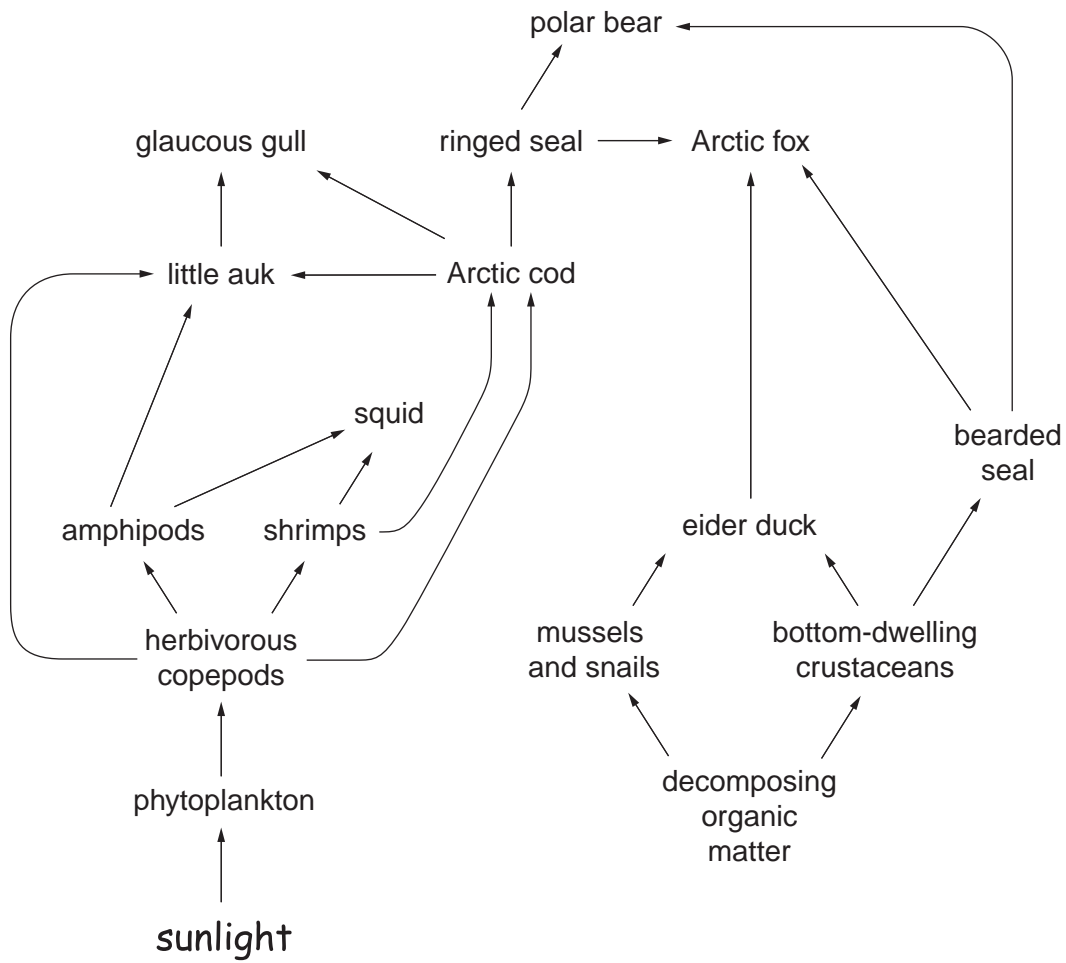 polar bear
glaucous gull
ringed seal
Arctic fox
little auk
Arctic cod
squid
bearded
seal
amphipods
shrimps
eider duck
herbivorous
copepods
mussels
and snails
bottom-dwelling
crustaceans
phytoplankton
decomposing
organic
matter
sunlight